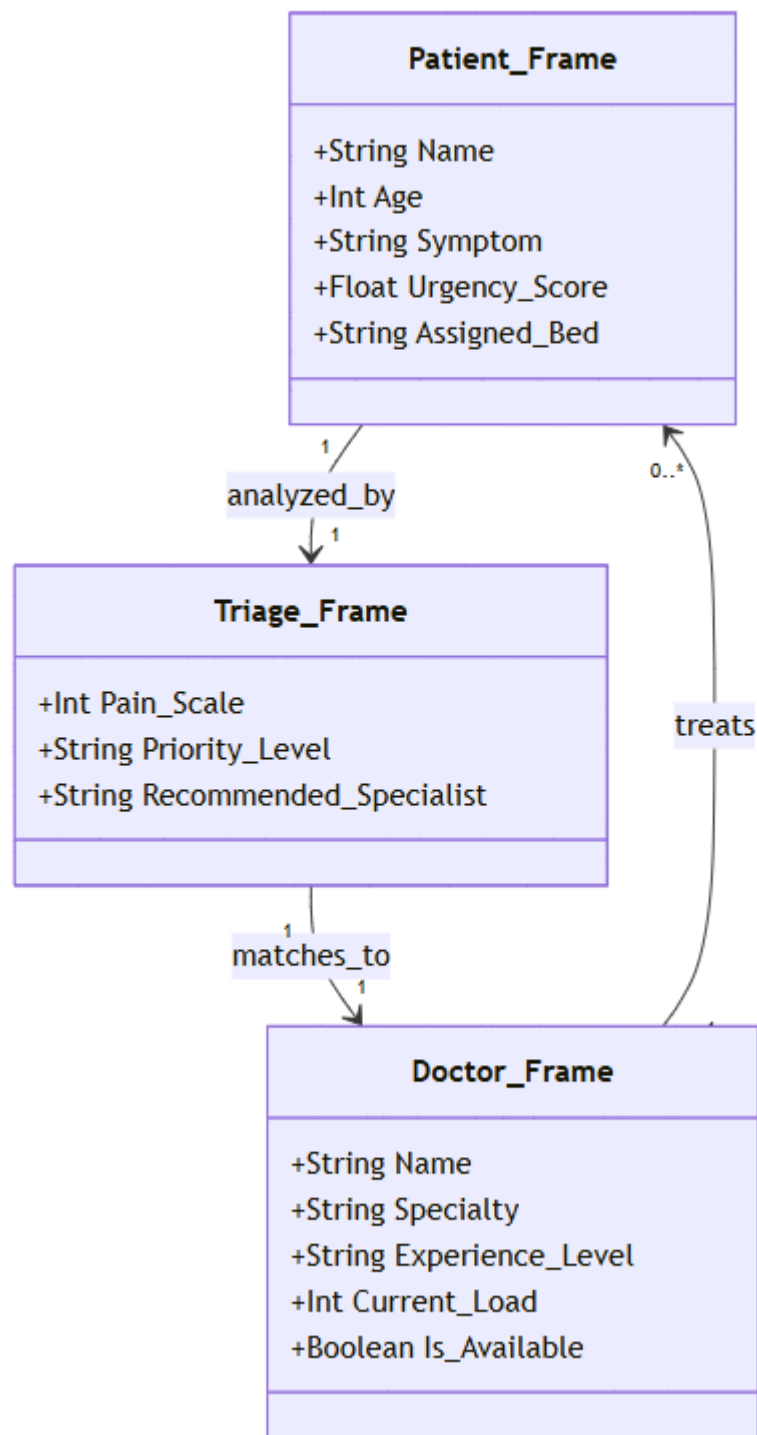 Patient_Frame
+String Name
+Int Age
+String Symptom
+Float Urgency_Score
+String Assigned_Bed
1
0..*
analyzed_by
1
Triage_Frame
+Int Pain_Scale
+String Priority_Level
+String Recommended_Specialist
treats
1
matches_to
1
Doctor_Frame
+String Name
+String Specialty
+String Experience_Level
+Int Current_Load
+Boolean Is_Available